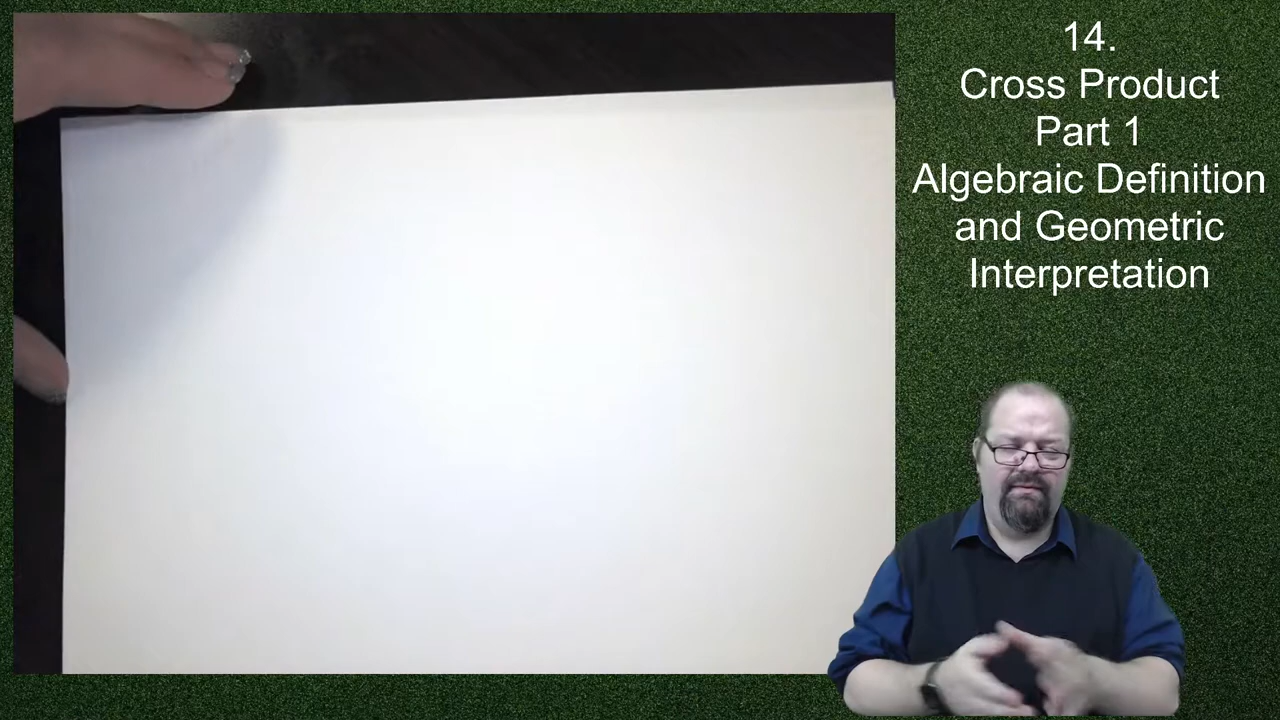 14.
Cross Product
Part 1
Algebraic Definition
and Geometric
Interpretation